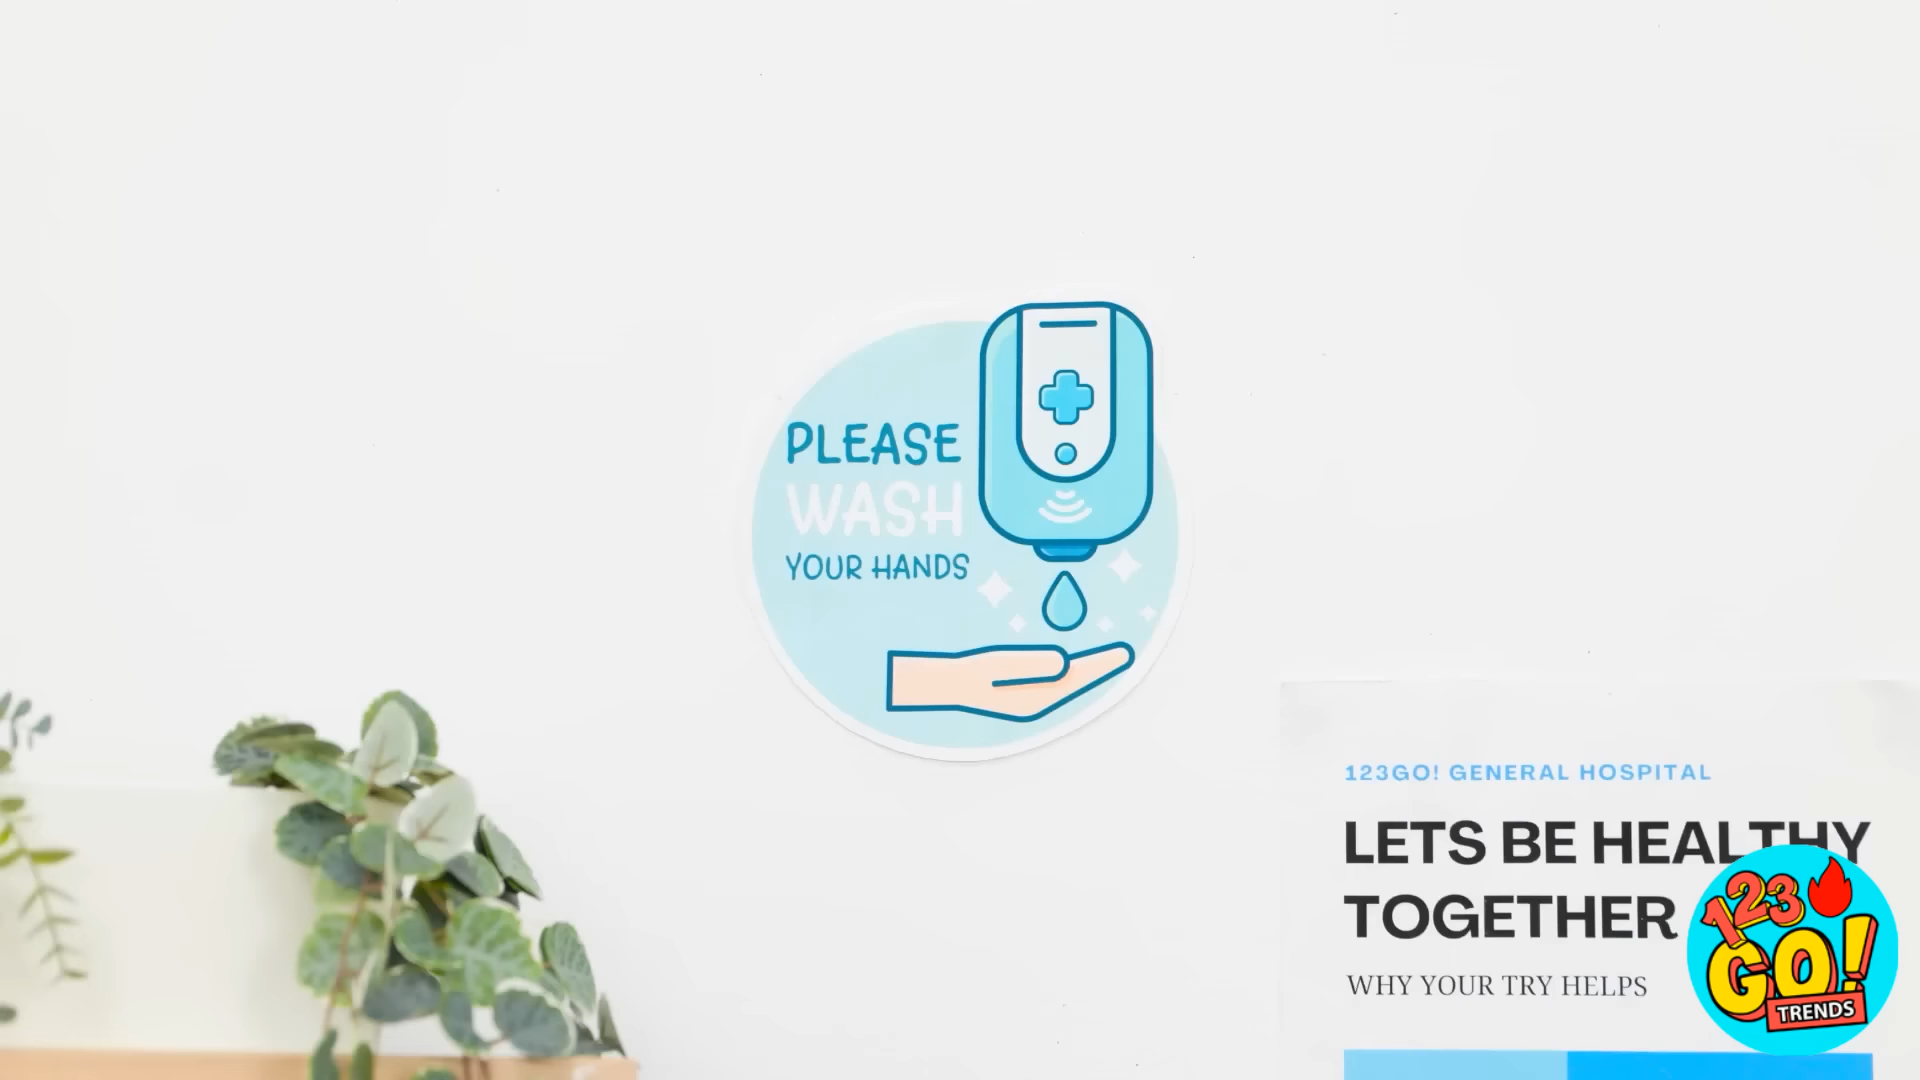 PLEASE
WASH
YOUR HANDS
123GO! GENERAL HOSPITAL
LETS BE HEALTHY
TOGETHER
WHY YOUR TRY HELPS
123
GO!
TRENDS